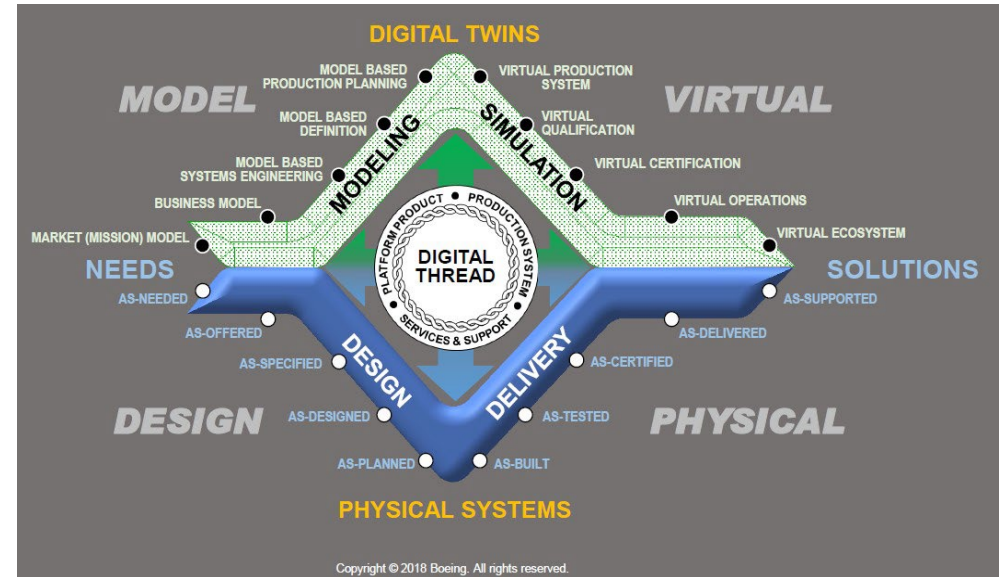 DIGITAL TWINS
MODEL
VIRTUAL
MODEL BASED
PRODUCTION PLANNING
VIRTUAL PRODUCTION
SYSTEM
MODEL BASED
DEFINITION
VIRTUAL
QUALIFICATION
MODELING
SIMULATION
MODEL BASED
SYSTEMS ENGINEERING
VIRTUAL CERTIFICATION
BUSINESS MODEL
VIRTUAL OPERATIONS
MARKET (MISSION) MODEL
VIRTUAL ECOSYSTEM
PLATFORM PRODUCT • PRODUCTION SYSTEM • SERVICES & SUPPORT •
DIGITAL
THREAD
NEEDS
SOLUTIONS
AS-NEEDED
AS-SUPPORTED
AS-OFFERED
AS-DELIVERED
AS-SPECIFIED
AS-CERTIFIED
DESIGN
DELIVERY
DESIGN
PHYSICAL
AS-DESIGNED
AS-TESTED
AS-PLANNED
AS-BUILT
PHYSICAL SYSTEMS
Copyright © 2018 Boeing. All rights reserved.